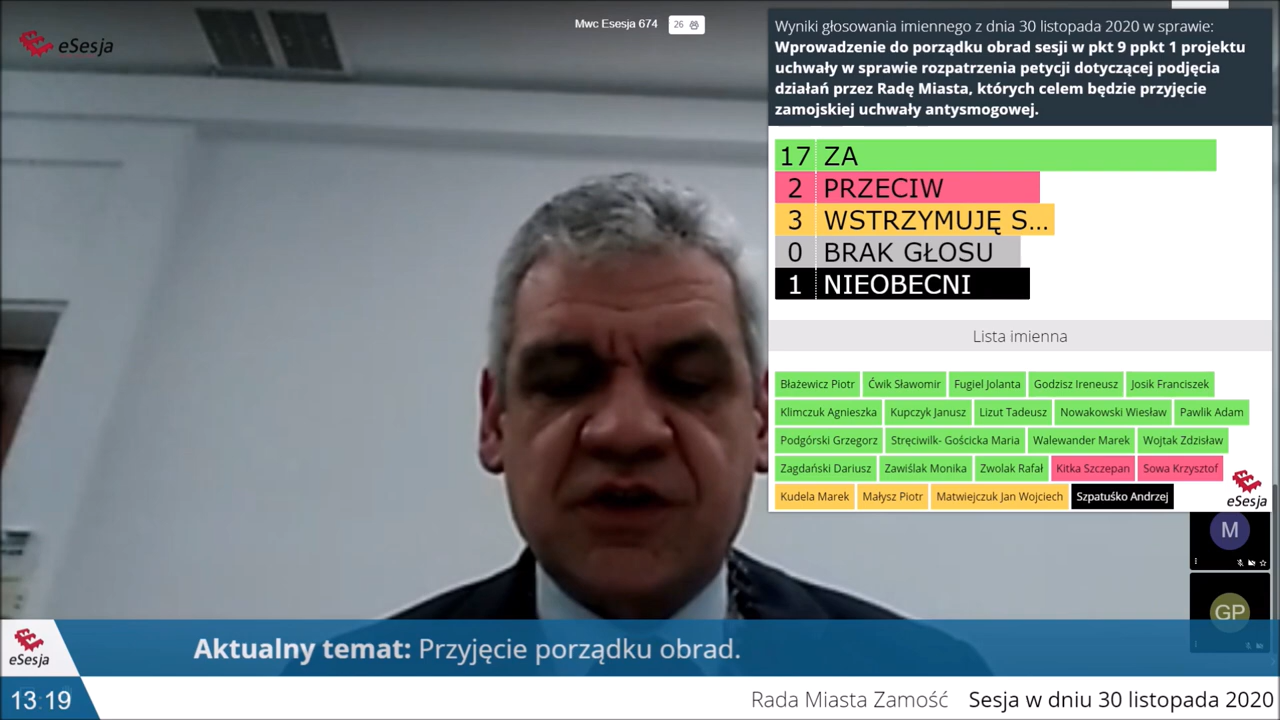 eSesja
Mwc Esesja 674
26
Wyniki głosowania imiennego z dnia 30 listopada 2020 w sprawie:
Wprowadzenie do porządku obrad sesji w pkt 9 ppkt 1 projektu
uchwały w sprawie rozpatrzenia petycji dotyczącej podjęcia
działań przez Radę Miasta, których celem będzie przyjęcie
zamojskiej uchwały antysmogowej.
17 ZA
2 PRZECIW
3 WSTRZYMUJĘ S...
0 BRAK GŁOSU
1 NIEOBECNI
Lista imienna
Błażewicz Piotr Ćwik Sławomir Fugiel Jolanta Godzisz Ireneusz Josik Franciszek
Klimczuk Agnieszka Kupczyk Janusz Lizut Tadeusz Nowakowski Wiesław Pawlik Adam
Podgórski Grzegorz Stręciwilk- Gościcka Maria Walewander Marek Wojtak Zdzisław
Zagdański Dariusz Zawiślak Monika Zwolak Rafał Kitka Szczepan Sowa Krzysztof
Kudela Marek Małysz Piotr Matwiejczuk Jan Wojciech Szpatuśko Andrzej
eSesja
M
GP
eSesja
Aktualny temat: Przyjęcie porządku obrad.
13:19
Rada Miasta Zamość Sesja w dniu 30 listopada 2020